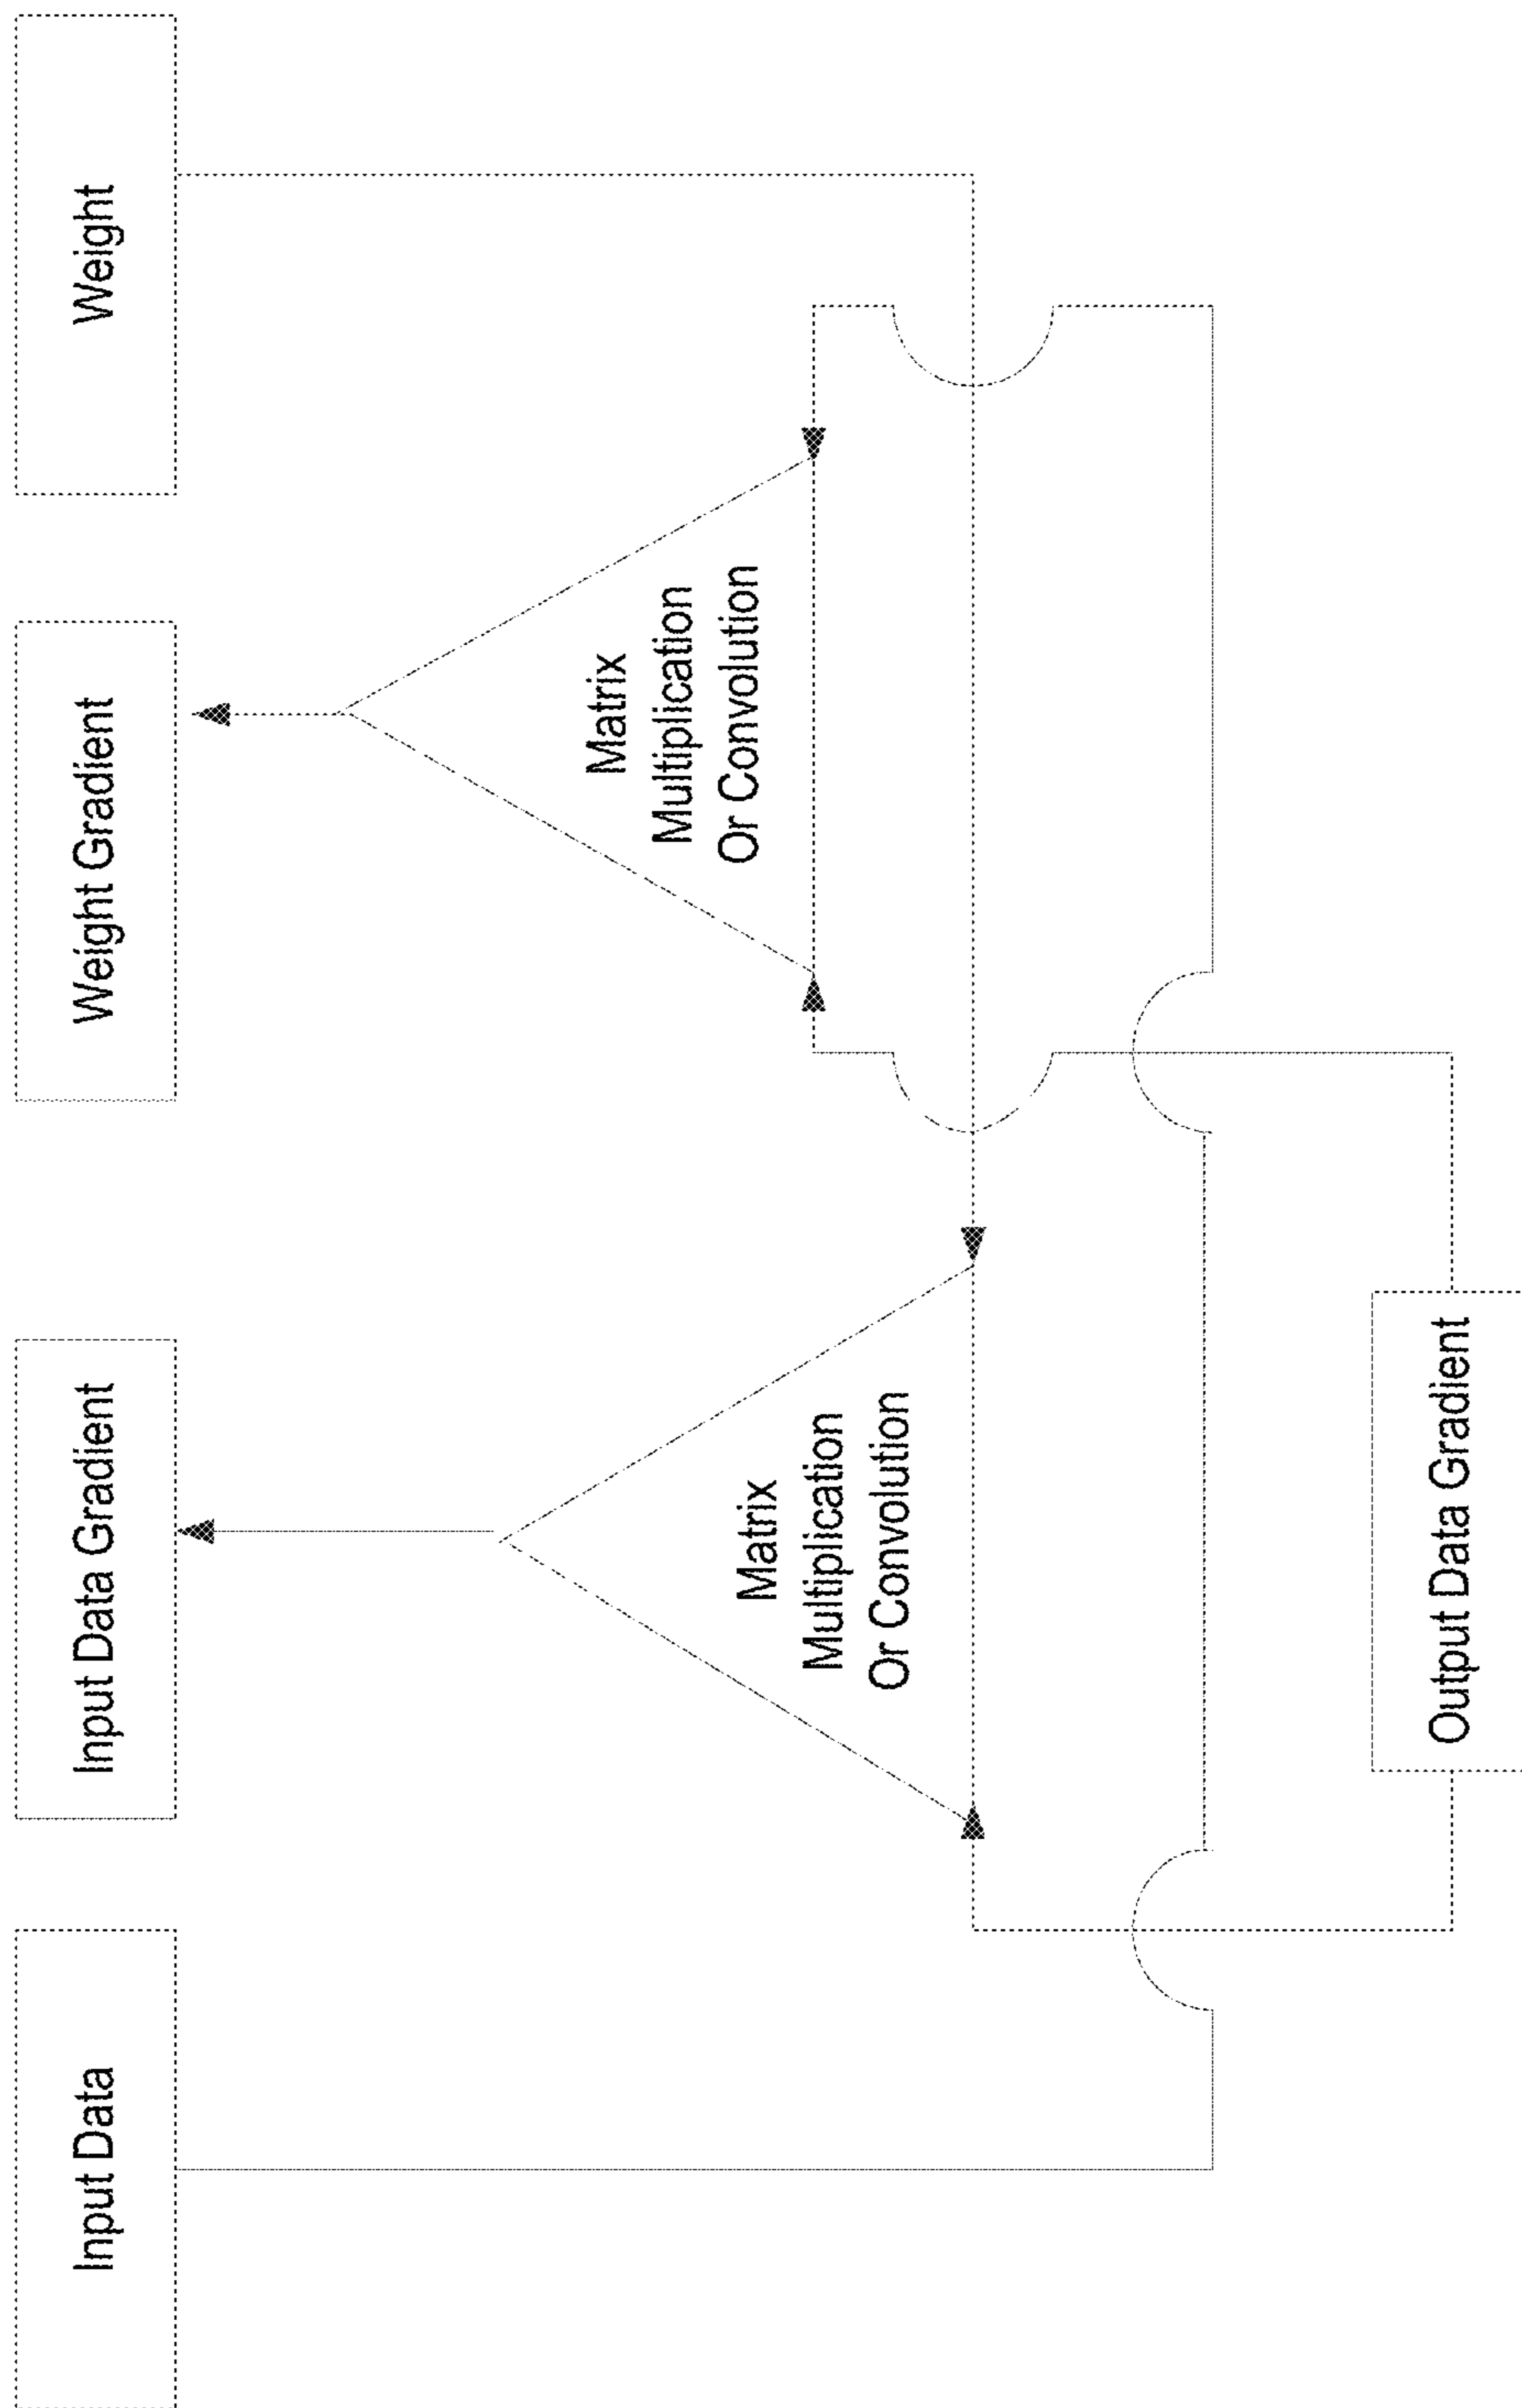 Input Data
Input Data Gradient
Weight Gradient
Weight
Matrix
Multiplication
Or Convolution
Matrix
Multiplication
Or Convolution
Output Data Gradient